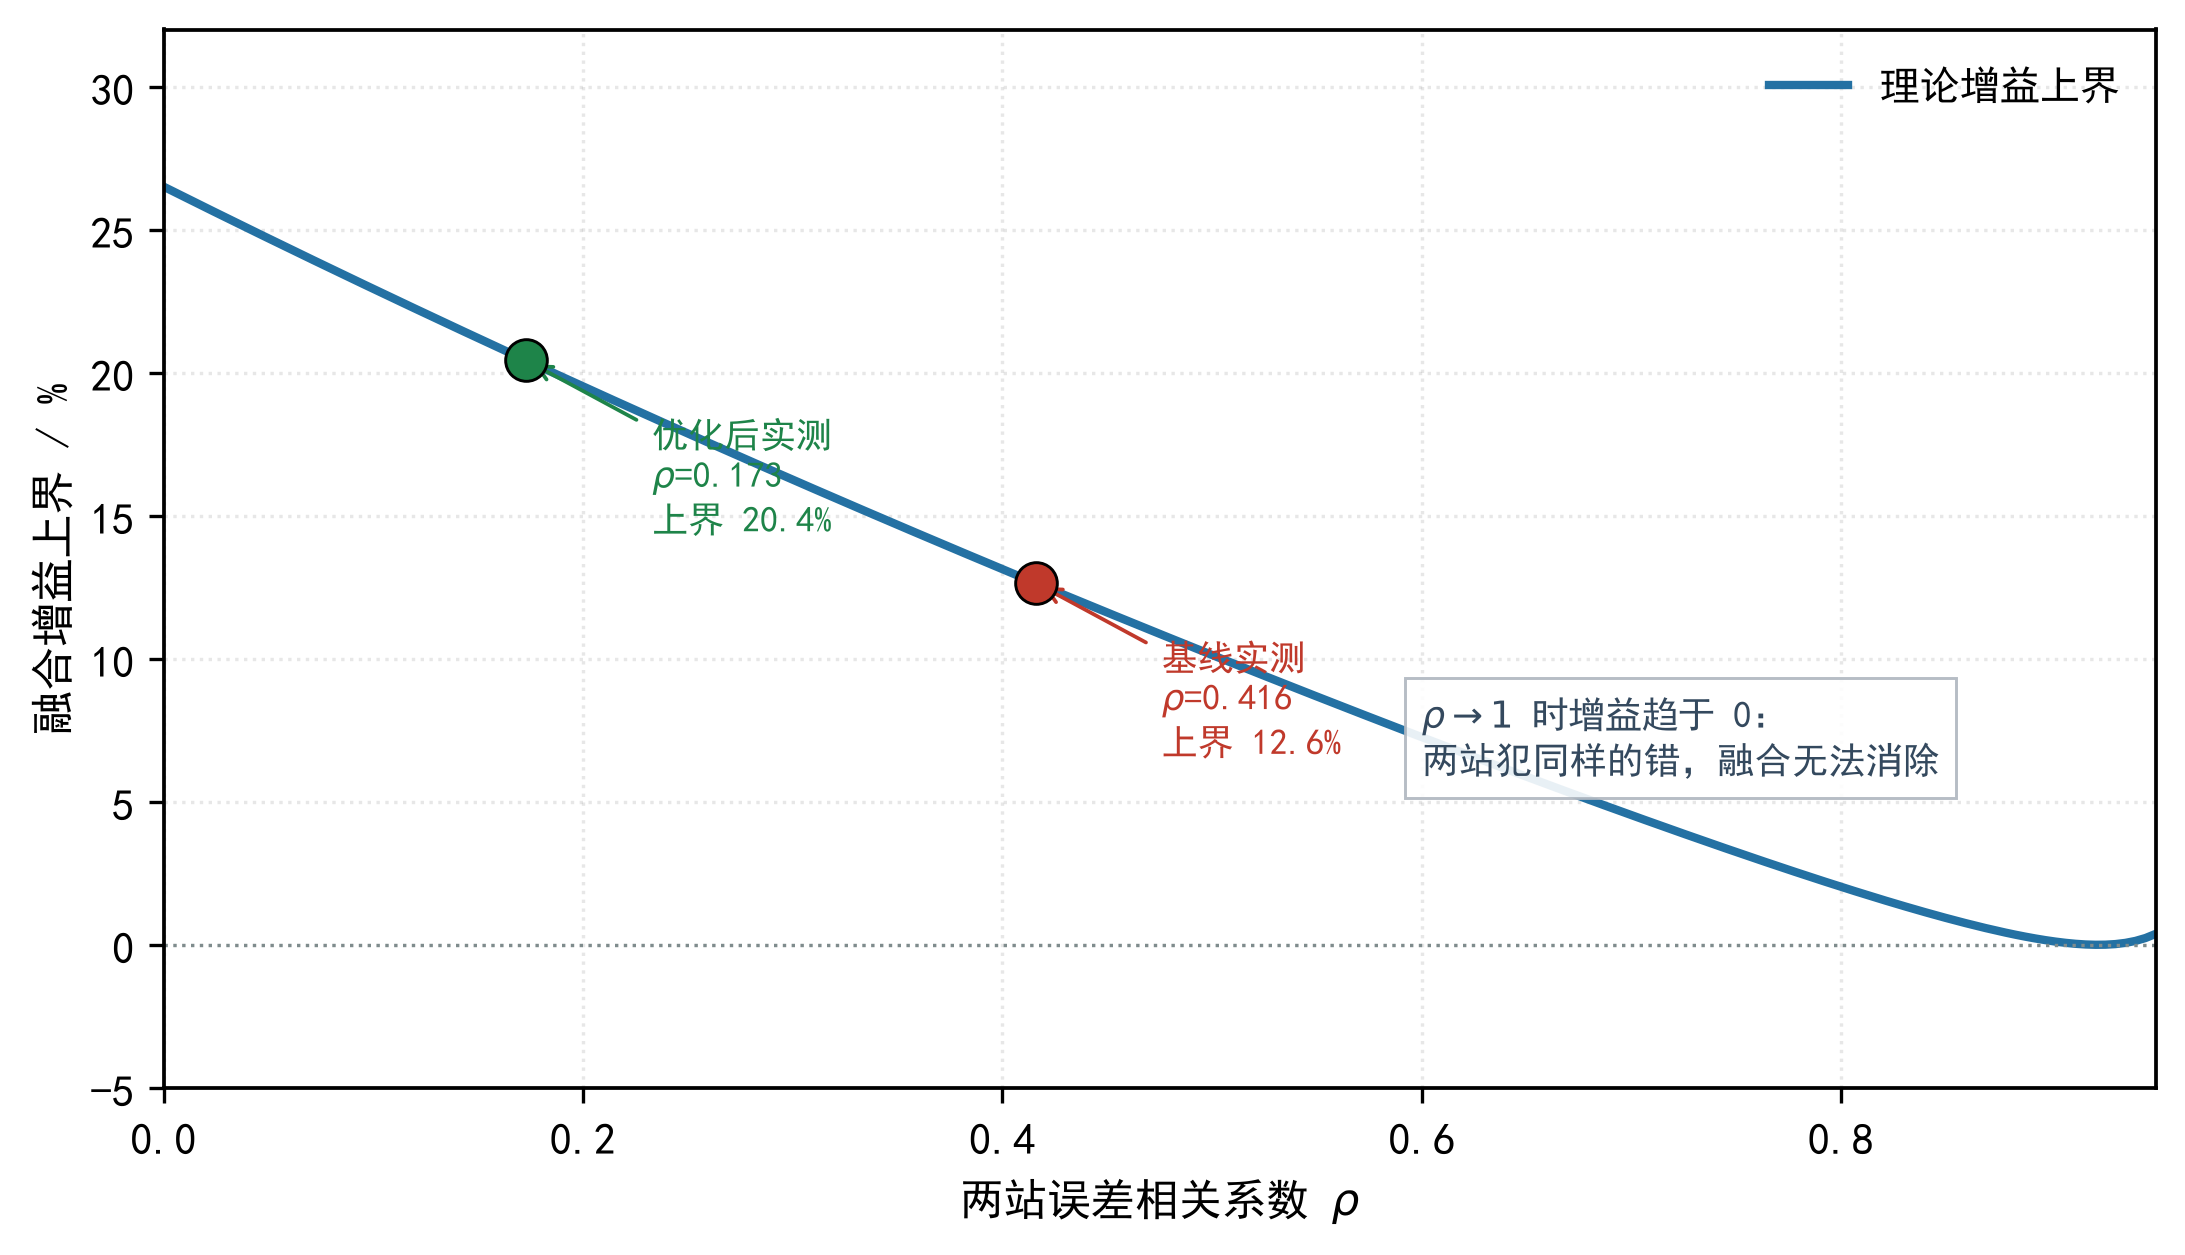 理论增益上界
融合增益上界 / %
30
25
20
15
10
5
0
−5
优化后实测
ρ=0.173
上界 20.4%
基线实测
ρ=0.416
上界 12.6%
ρ→1 时增益趋于 0:
两站犯同样的错，融合无法消除
0.0
0.2
0.4
0.6
0.8
两站误差相关系数 ρ